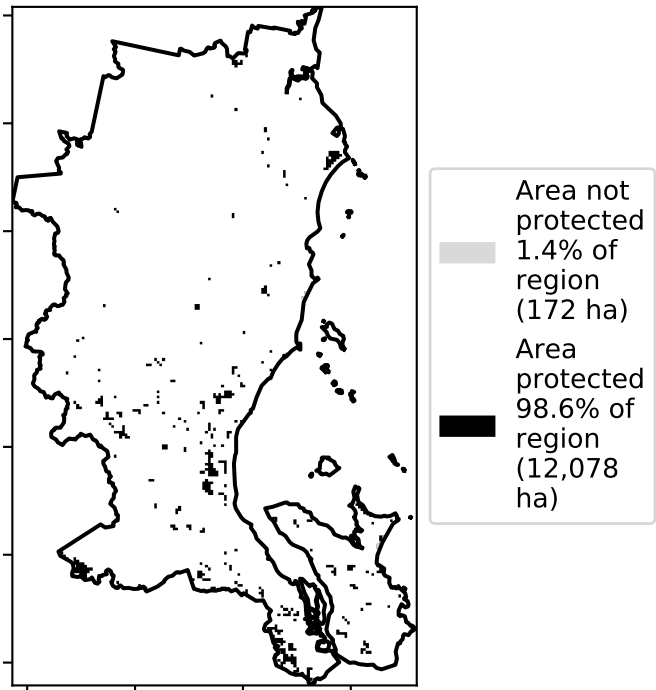 Area not
protected
1.4% of
region
(172 ha)
Area
protected
98.6% of
region
(12,078
ha)